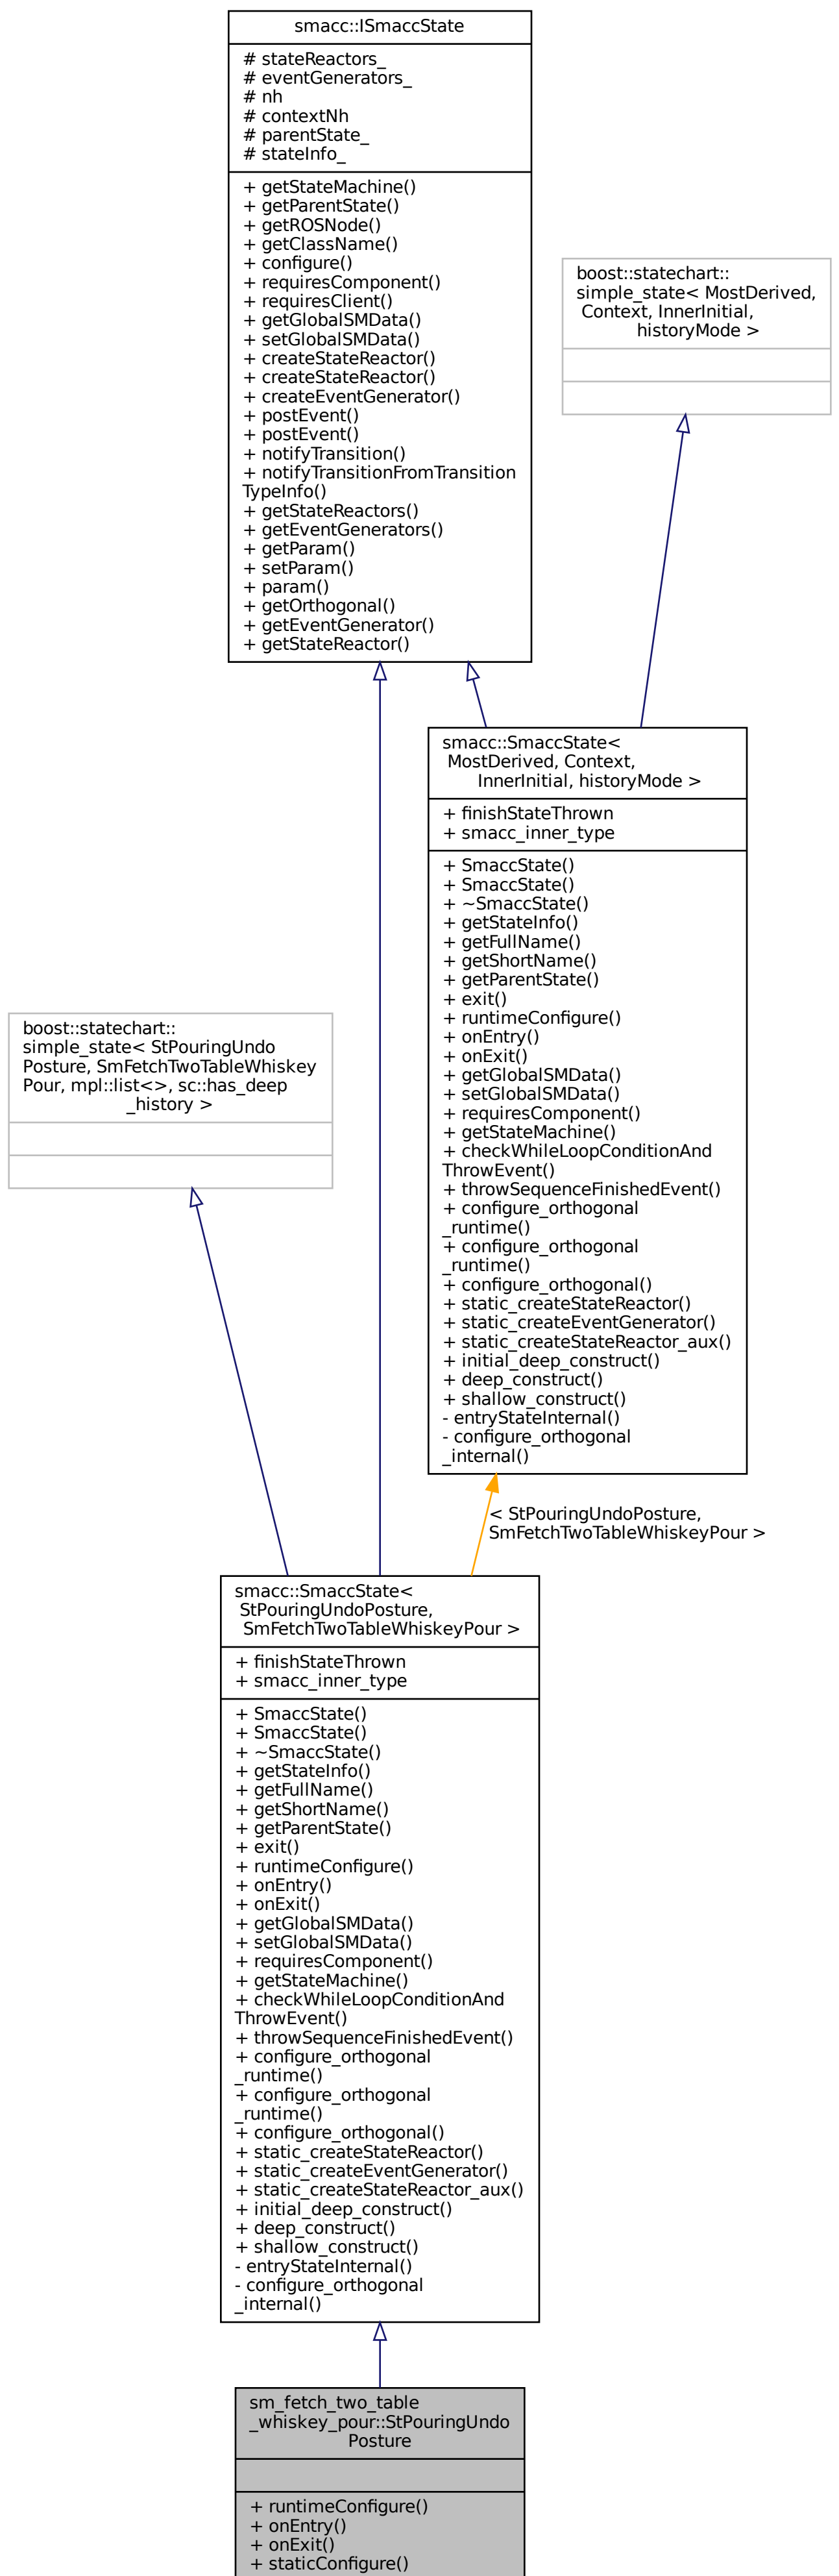 smacc::ISmaccState
# stateReactors_
# eventGenerators_
# nh
# contextNh
# parentState_
# stateInfo_
+ getStateMachine()
+ getParentState()
+ getROSNode()
+ getClassName()
+ configure()
+ requiresComponent()
+ requiresClient()
+ getGlobalSMData()
+ setGlobalSMData()
+ createStateReactor()
+ createStateReactor()
+ createEventGenerator()
+ postEvent()
+ postEvent()
+ notifyTransition()
+ notifyTransitionFromTransition
TypeInfo()
+ getStateReactors()
+ getEventGenerators()
+ getParam()
+ setParam()
+ param()
+ getOrthogonal()
+ getEventGenerator()
+ getStateReactor()
boost::statechart::
simple_state< MostDerived,
Context, InnerInitial,
historyMode >
smacc::SmaccState<
MostDerived, Context,
InnerInitial, historyMode >
+ finishStateThrown
+ smacc_inner_type
+ SmaccState()
+ SmaccState()
+ ~SmaccState()
+ getStateInfo()
+ getFullName()
+ getShortName()
+ getParentState()
+ exit()
+ runtimeConfigure()
+ onEntry()
+ onExit()
+ getGlobalSMData()
+ setGlobalSMData()
+ requiresComponent()
+ getStateMachine()
+ checkWhileLoopConditionAnd
ThrowEvent()
+ throwSequenceFinishedEvent()
+ configure_orthogonal
_runtime()
+ configure_orthogonal
_runtime()
+ configure_orthogonal()
+ static_createStateReactor()
+ static_createEventGenerator()
+ static_createStateReactor_aux()
+ initial_deep_construct()
+ deep_construct()
+ shallow_construct()
- entryStateInternal()
- configure_orthogonal
_internal()
boost::statechart::
simple_state< StPouringUndo
Posture, SmFetchTwoTableWhiskey
Pour, mpl::list<>, sc::has_deep
_history >
< StPouringUndoPosture,
SmFetchTwoTableWhiskeyPour >
smacc::SmaccState<
StPouringUndoPosture,
SmFetchTwoTableWhiskeyPour >
+ finishStateThrown
+ smacc_inner_type
+ SmaccState()
+ SmaccState()
+ ~SmaccState()
+ getStateInfo()
+ getFullName()
+ getShortName()
+ getParentState()
+ exit()
+ runtimeConfigure()
+ onEntry()
+ onExit()
+ getGlobalSMData()
+ setGlobalSMData()
+ requiresComponent()
+ getStateMachine()
+ checkWhileLoopConditionAnd
ThrowEvent()
+ throwSequenceFinishedEvent()
+ configure_orthogonal
_runtime()
+ configure_orthogonal
_runtime()
+ configure_orthogonal()
+ static_createStateReactor()
+ static_createEventGenerator()
+ static_createStateReactor_aux()
+ initial_deep_construct()
+ deep_construct()
+ shallow_construct()
- entryStateInternal()
- configure_orthogonal
_internal()
sm_fetch_two_table
_whiskey_pour::StPouringUndo
Posture
+ runtimeConfigure()
+ onEntry()
+ onExit()
+ staticConfigure()